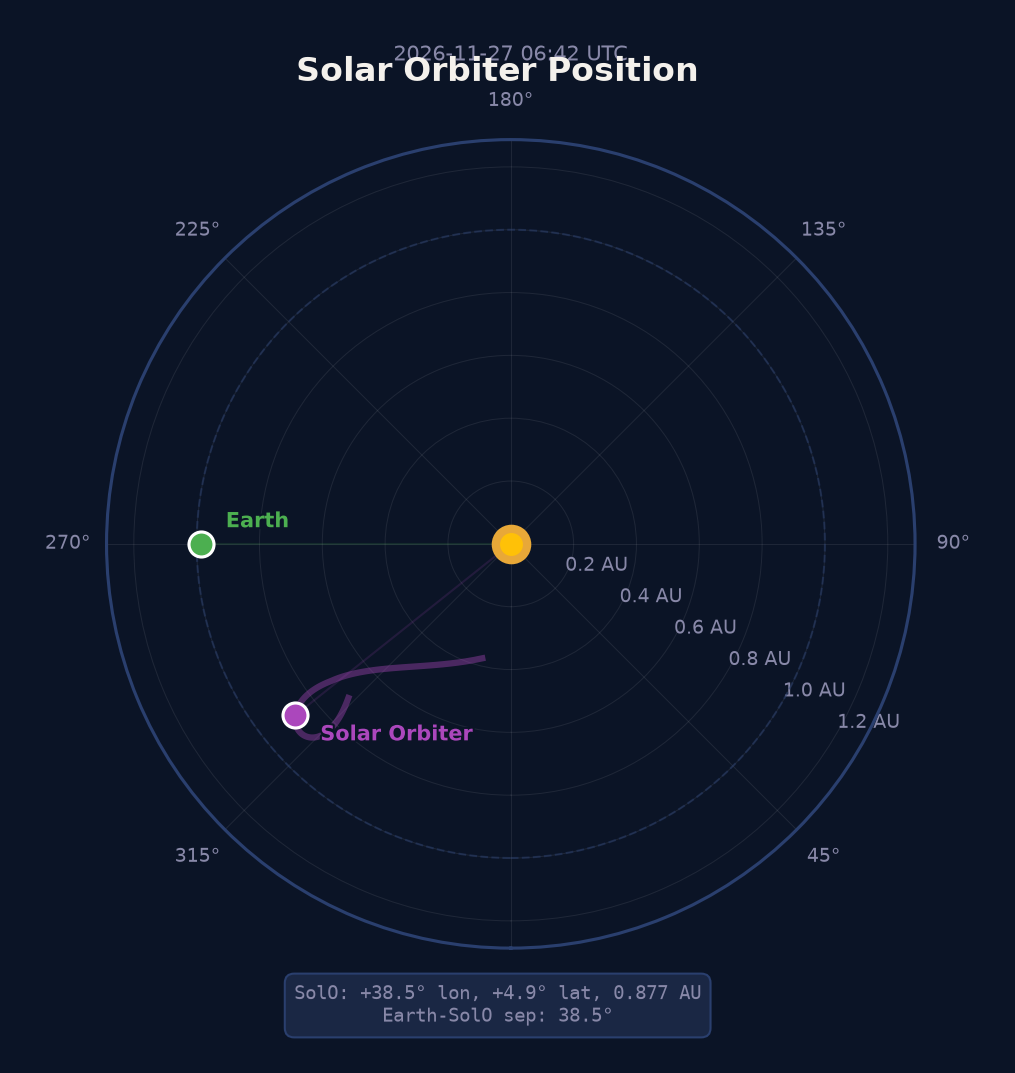 2026-11-27 06:42 UTC
Solar Orbiter Position
180°
225°
135°
Earth
270°
90°
0.2 AU
0.4 AU
0.6 AU
0.8 AU
1.0 AU
1.2 AU
Solar Orbiter
315°
45°
SolO: +38.5° lon, +4.9° lat, 0.877 AU
Earth-SolO sep: 38.5°